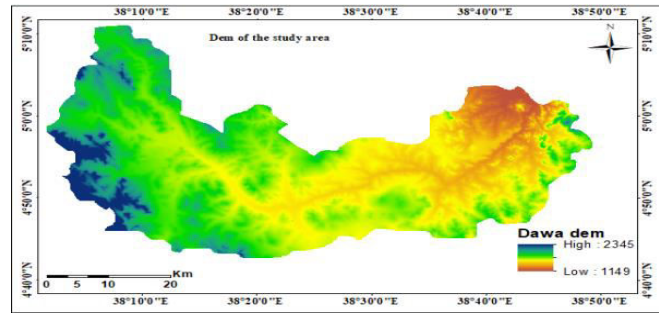 38°10'0"E 38°20'0"E 38°30'0"E 38°40'0"E 38°50'0"E
Dem of the study area
N
5°10'0"N
5°10'0"N
5°0'0"N
5°0'0"N
4°50'0"N
4°50'0"N
4°40'0"N
4°40'0"N
Dawa dem
High : 2345
Low : 1149
Km
0 5 10 20
38°10'0"E 38°20'0"E 38°30'0"E 38°40'0"E 38°50'0"E